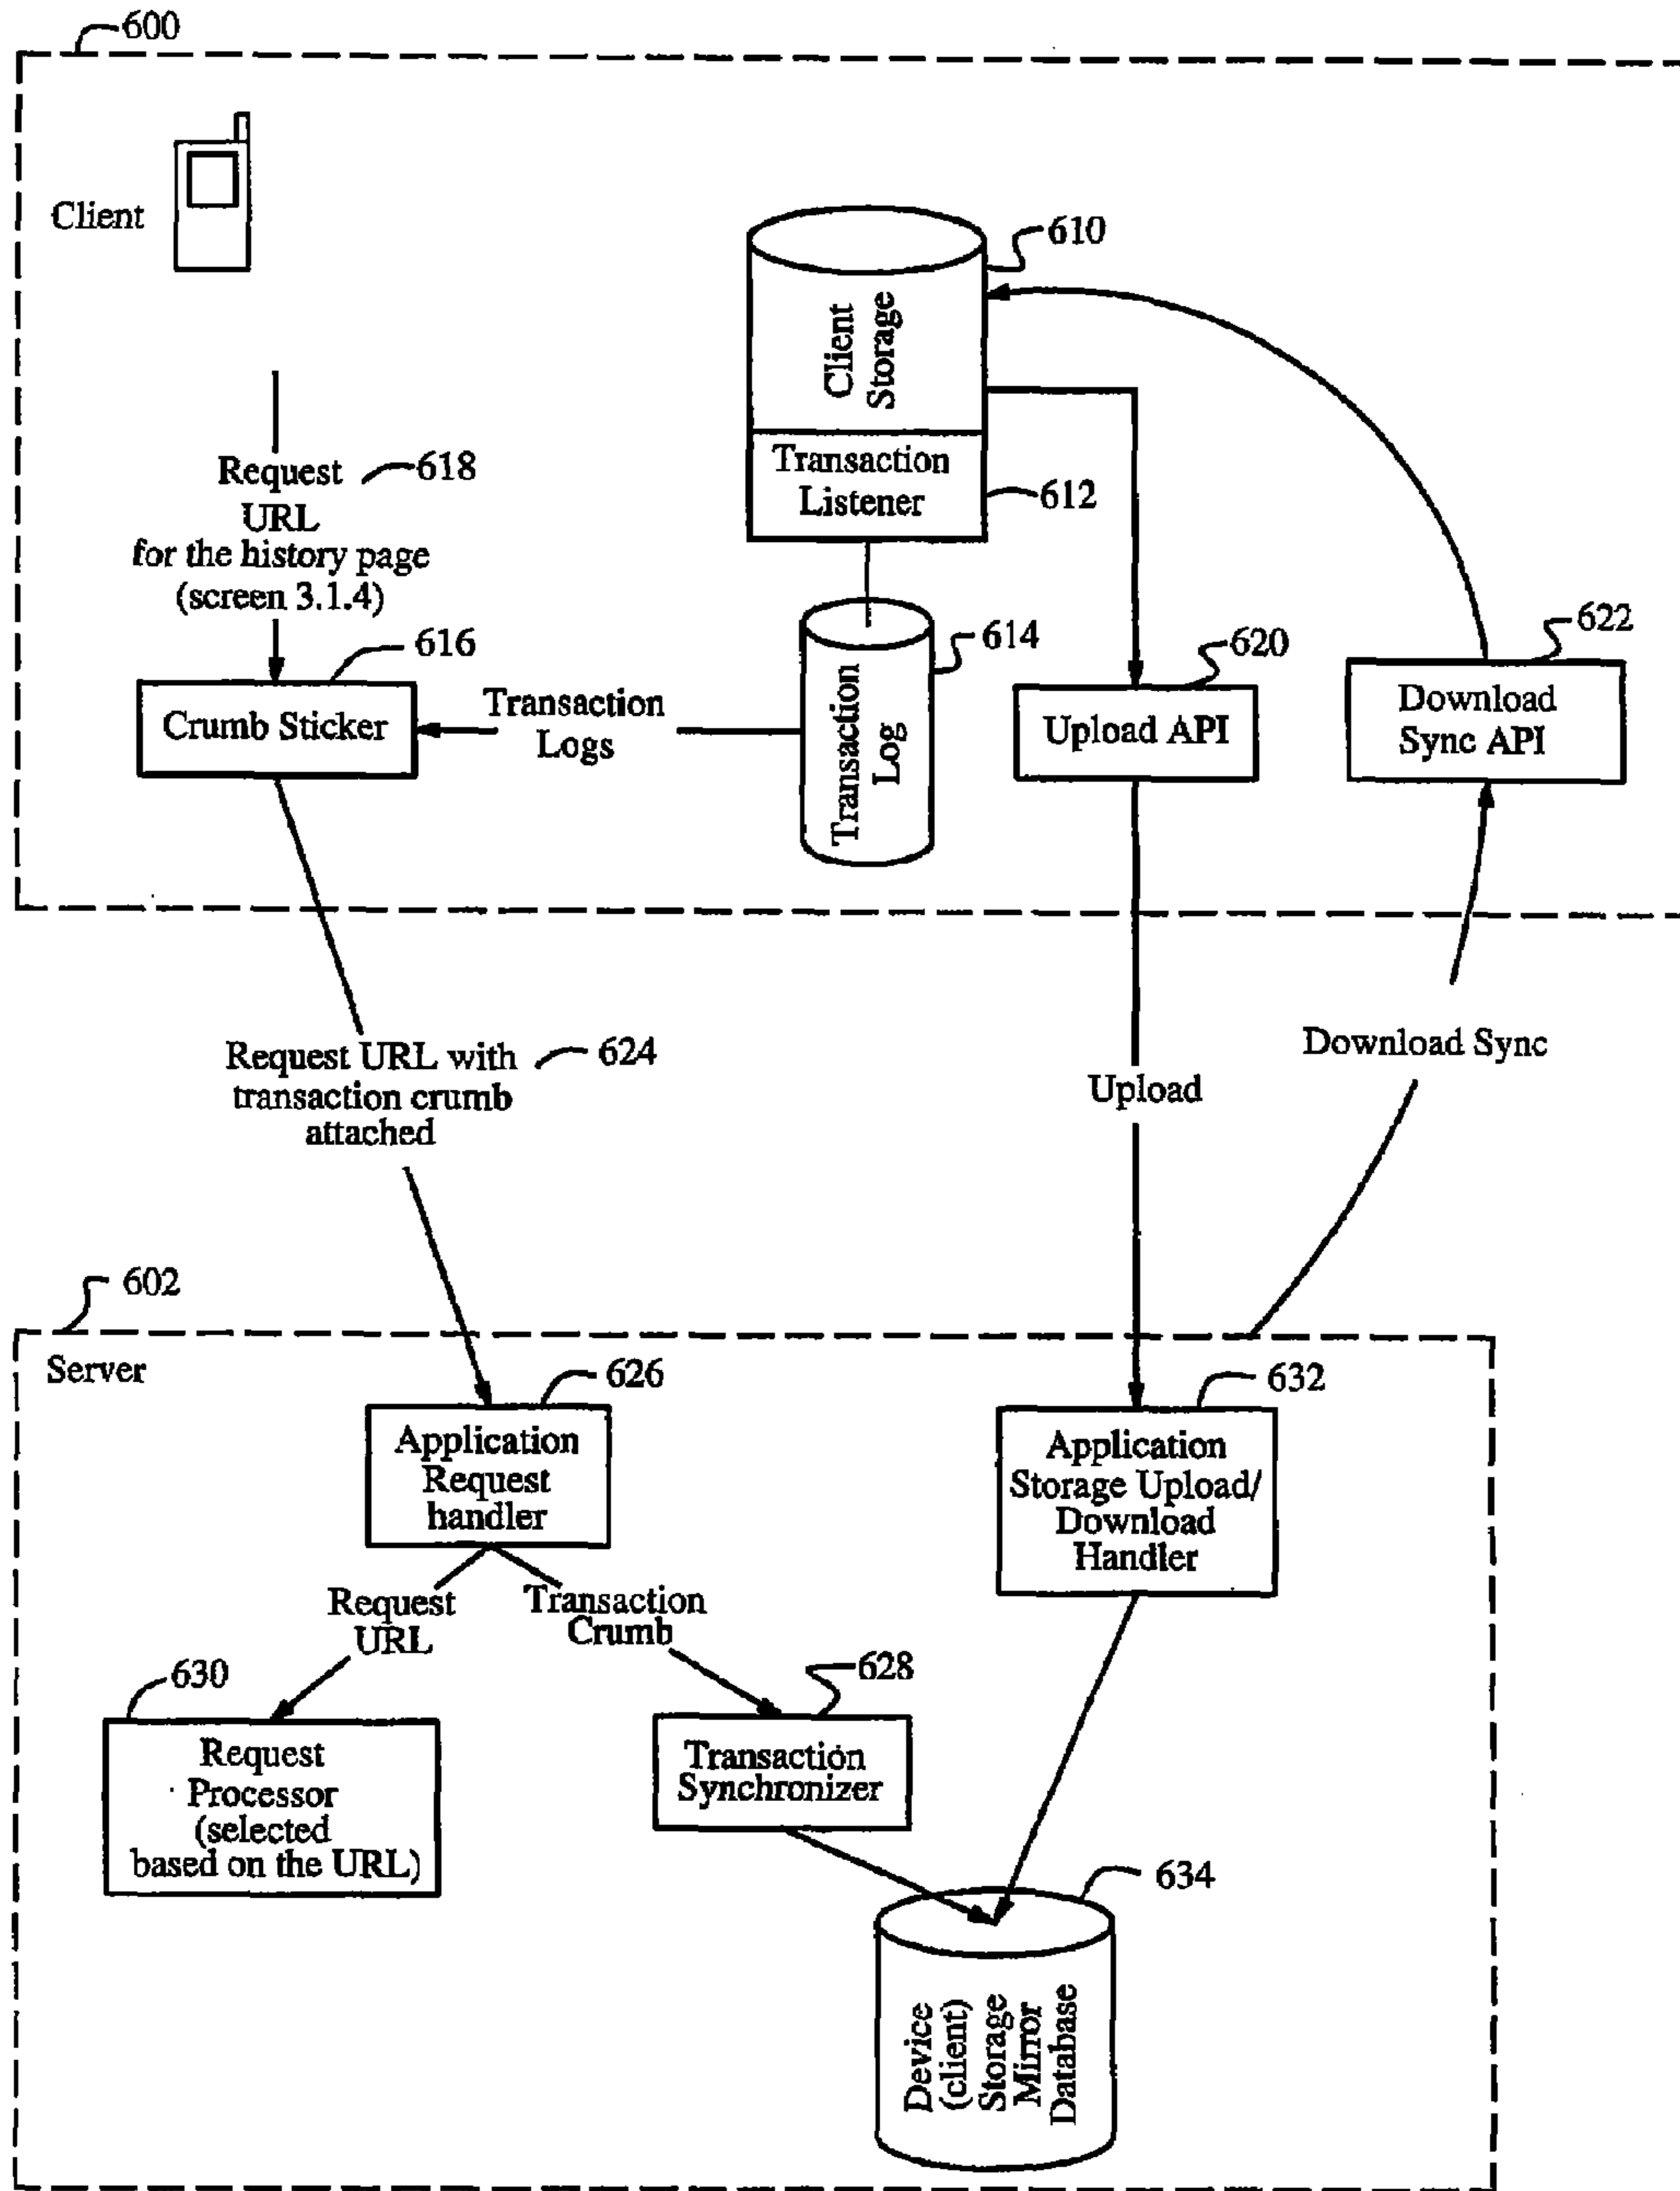 600
Client
610
Client
Storage
Transaction
Listener
612
Request
618
URL
for the history page
(screen 3.1.4)
616
Crumb Sticker
Transaction
Logs
614
Transaction
Log
620
Upload API
622
Download
Sync API
Request URL with
624
transaction crumb
attached
Upload
Download Sync
602
Server
626
Application
Request
handler
632
Application
Storage Upload/
Download
Handler
Request
URL
Transaction
Crumb
630
Request
Processor
(selected
based on the URL)
628
Transaction
Synchronizer
634
Device
(client)
Storage
Mirror
Database